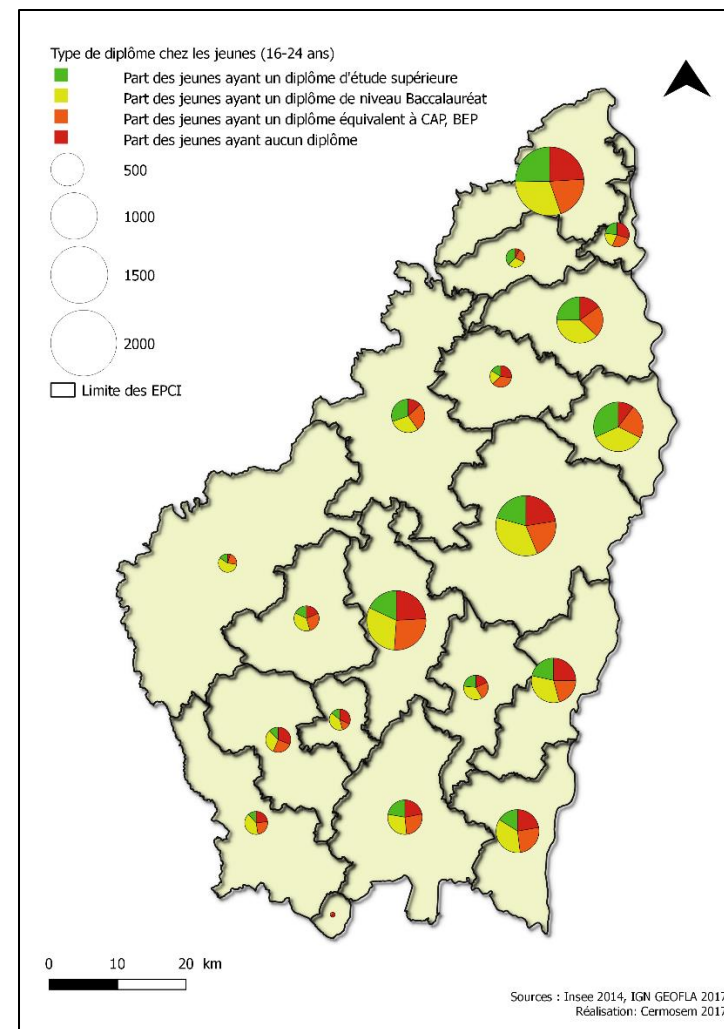 Type de diplôme chez les jeunes (16-24 ans)
Part des jeunes ayant un diplôme d'étude supérieure
Part des jeunes ayant un diplôme de niveau Baccalauréat
Part des jeunes ayant un diplôme équivalent à CAP, BEP
Part des jeunes ayant aucun diplôme
500
1000
1500
2000
Limite des EPCI
0 10 20 km
Sources : Insee 2014, IGN GEOFLA 2017
Réalisation: Cermosem 2017